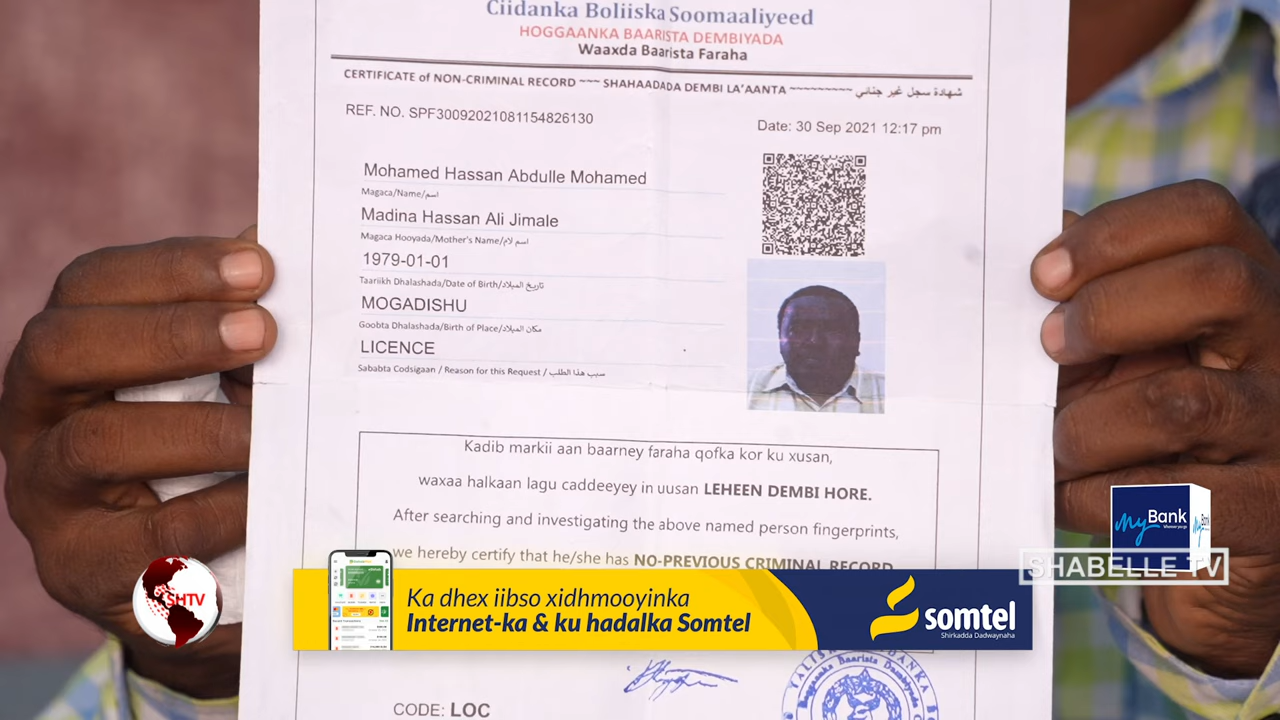 Ciidanka Boliiska Soomaaliyeed
HOGGAANKA BAARISTA DEMBIYADA
Waaxda Baarista Faraha
CERTIFICATE of NON-CRIMINAL RECORD ~~~ SHAHAADADA DEMBI LA'AANTA ~~~~~~~~~ شهادة سجل غير جنائي
REF. NO. SPF30092021081154826130
Date: 30 Sep 2021 12:17 pm
Mohamed Hassan Abdulle Mohamed
Magaca/Name/اسم
Madina Hassan Ali Jimale
Magaca Hooyada/Mother's Name/اسم لام
1979-01-01
Taariikh Dhalashada/Date of Birth/تاريخ الميلاد
MOGADISHU
Goobta Dhalashada/Birth of Place/مكان الميلاد
LICENCE
Sababta Codsigaan / Reason for this Request / سبب هذا الطلب
Kadib markii aan baarney faraha qofka kor ku xusan,
waxaa halkaan lagu caddeeyey in uusan LEHEEN DEMBI HORE.
After searching and investigating the above named person fingerprints,
we hereby certify that he/she has NO-PREVIOUS CRIMINAL RECORD
MyBank
SHABELLE TV
SHTV
Ka dhex iibso xidhmooyinka
Internet-ka & ku hadalka Somtel
somtel
Shirkadda Dadwaynaha
CODE: LOC